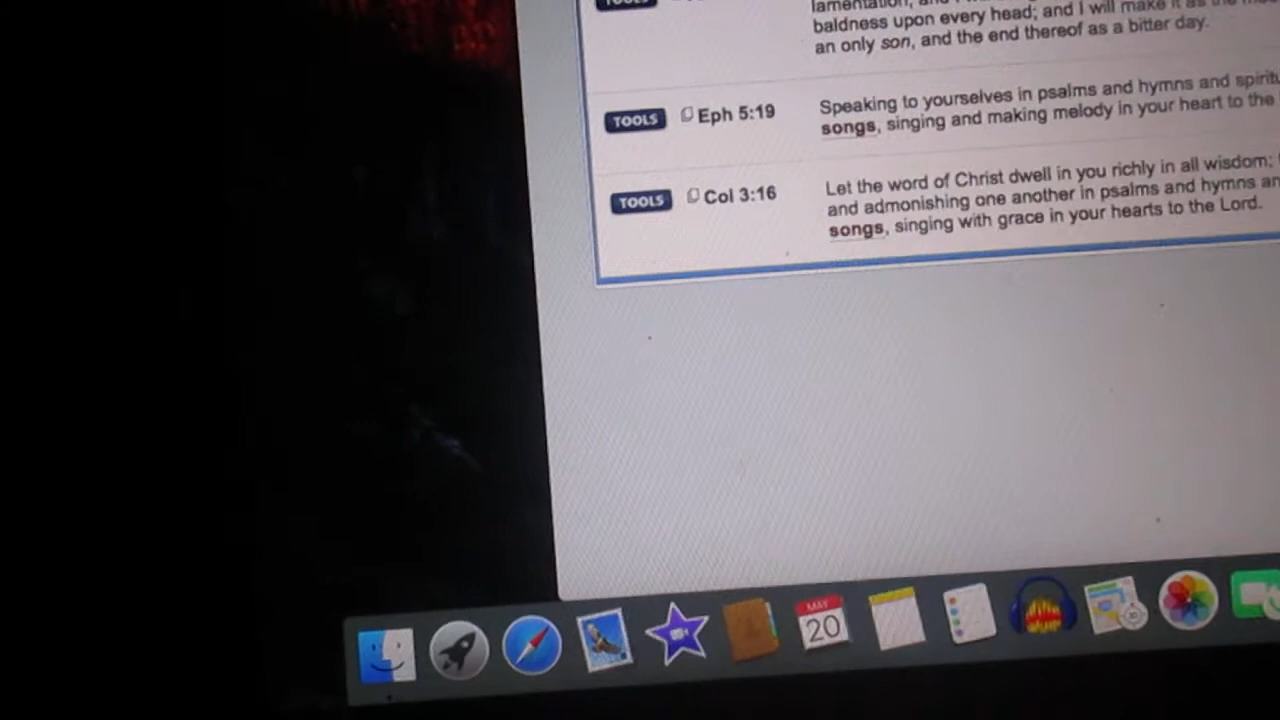 lamentation, and I
baldness upon every head; and I will make it as the
an only son, and the end thereof as a bitter day.
TOOLS Eph 5:19 Speaking to yourselves in psalms and hymns and
songs, singing and making melody in your heart to the
TOOLS Col 3:16 Let the word of Christ dwell in you richly in all wisdom;
and admonishing one another in psalms and hymns
songs, singing with grace in your hearts to the Lord.
MAY
20